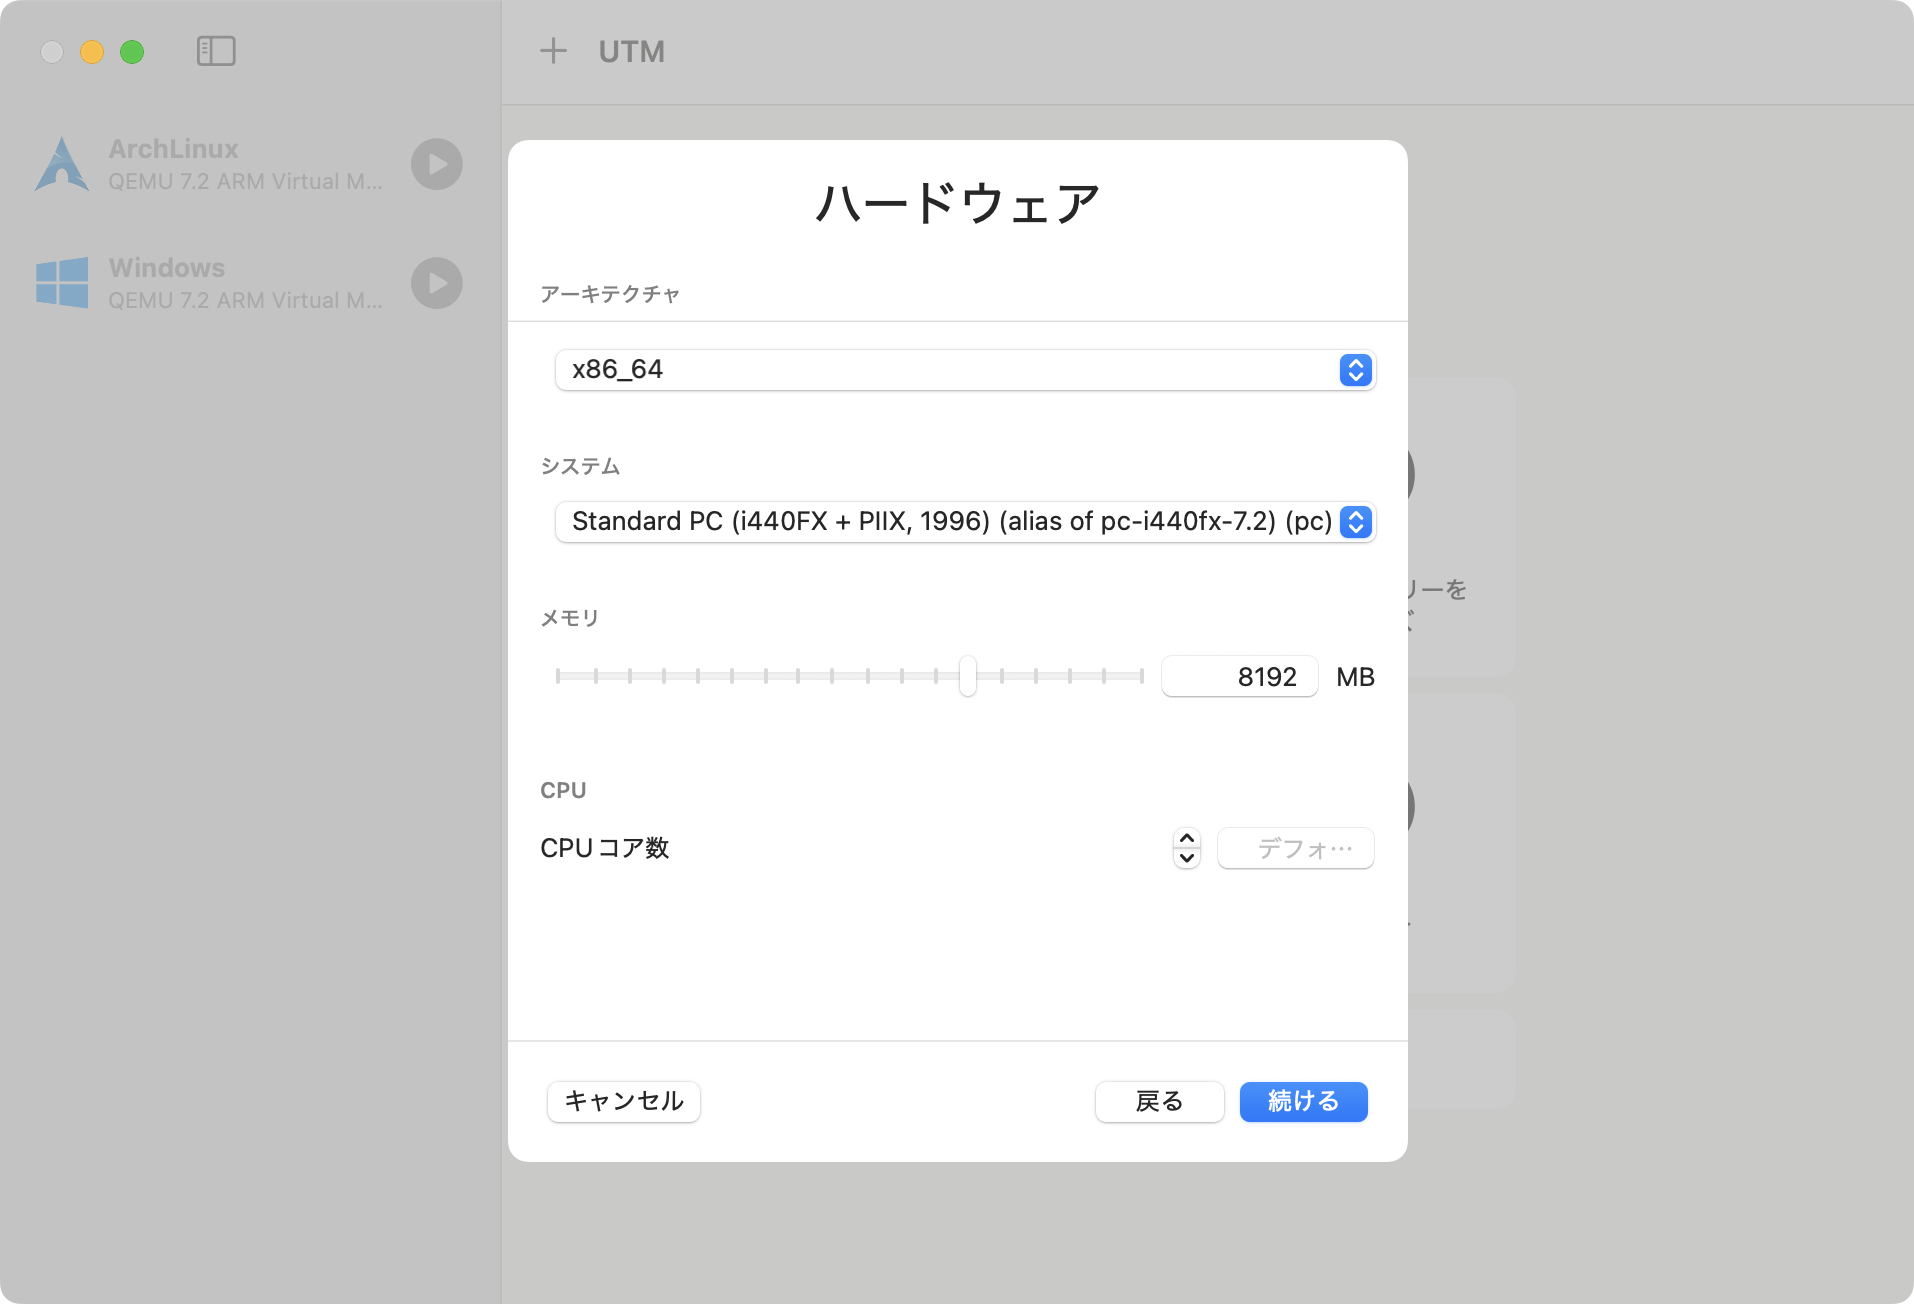 UTM
ArchLinux
QEMU 7.2 ARM Virtual M...
Windows
QEMU 7.2 ARM Virtual M...
ハードウェア
アーキテクチャ
x86_64
システム
Standard PC (i440FX + PIIX, 1996) (alias of pc-i440fx-7.2) (pc)
メモリ
8192 MB
CPU
CPU コア数
デフォ…
キャンセル
戻る
続ける
リーを